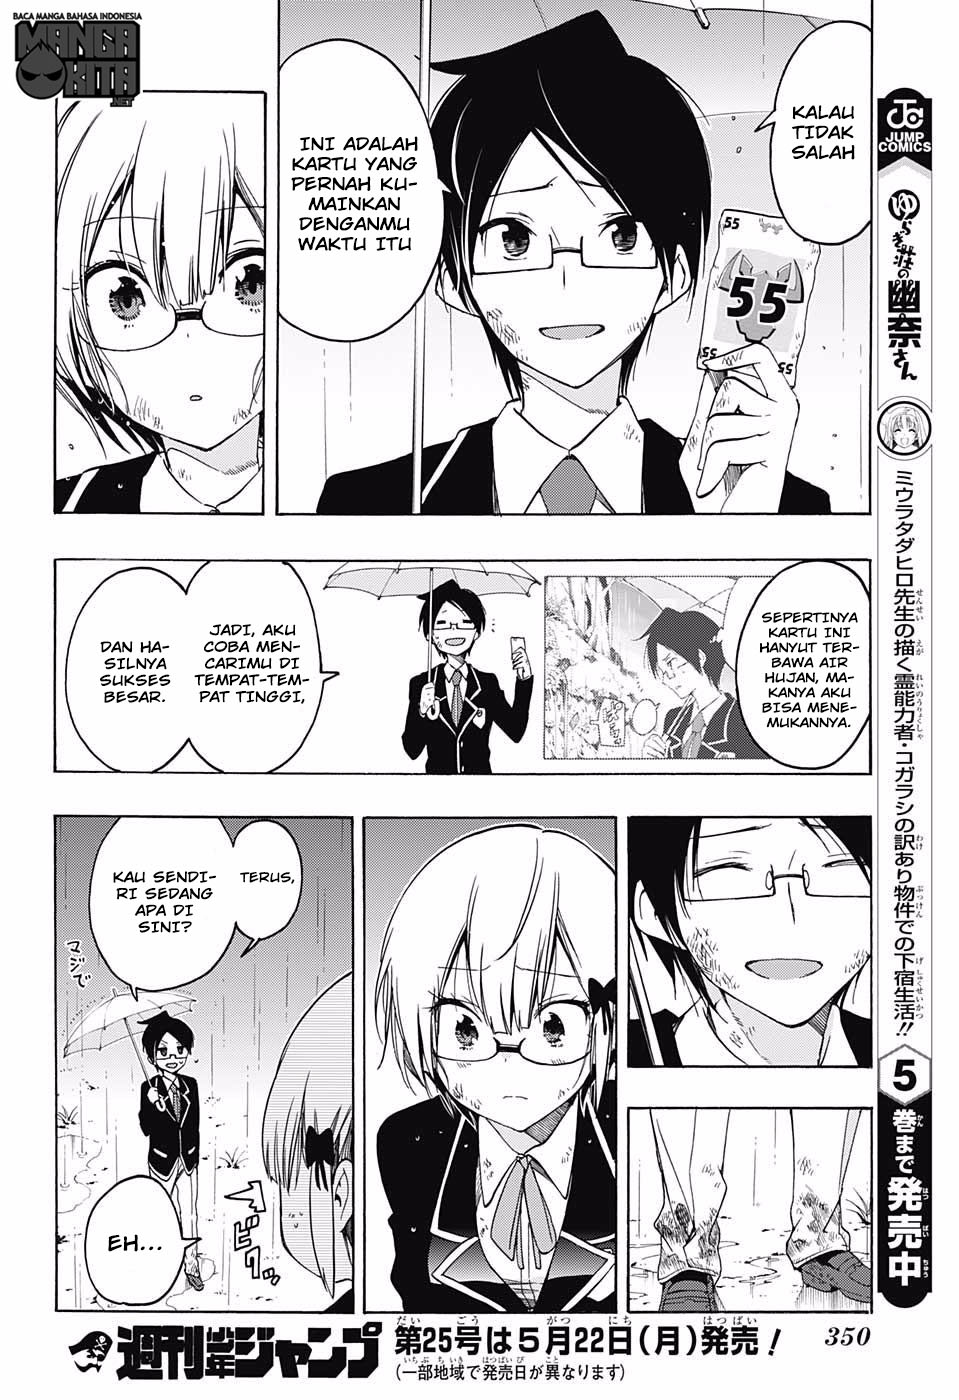 BACA MANGA BAHASA INDONESIA
MANGA
KITA
.NET
KALAU
TIDAK
SALAH
INI ADALAH
KARTU YANG
PERNAH KU-
MAINKAN
DENGANMU
WAKTU ITU
55
55
55
55
SEPERTINYA
KARTU INI
HANYUT TER-
BAWA AIR
HUJAN, MA-
KANYA AKU
BISA MENE-
MUKANNYA.
JADI, AKU
COBA MEN-
CARIMU DI
TEMPAT-TEM-
PAT TINGGI,
DAN HA-
SILNYA
SUKSES
BESAR.
TERUS,
KAU SENDI-
RI SEDANG
APA DI
SINI?
マジで
EH...
ビクッ
JC
JUMP
COMICS
ゆらぎ荘の幽奈さん
ミウラタダヒロ先生の描く霊能力者・コガラシの訳あり物件での下宿生活!!
5
巻まで発売中
週刊少年ジャンプ
第25号は5月22日(月)発売!
(一部地域で発売日が異なります)
350